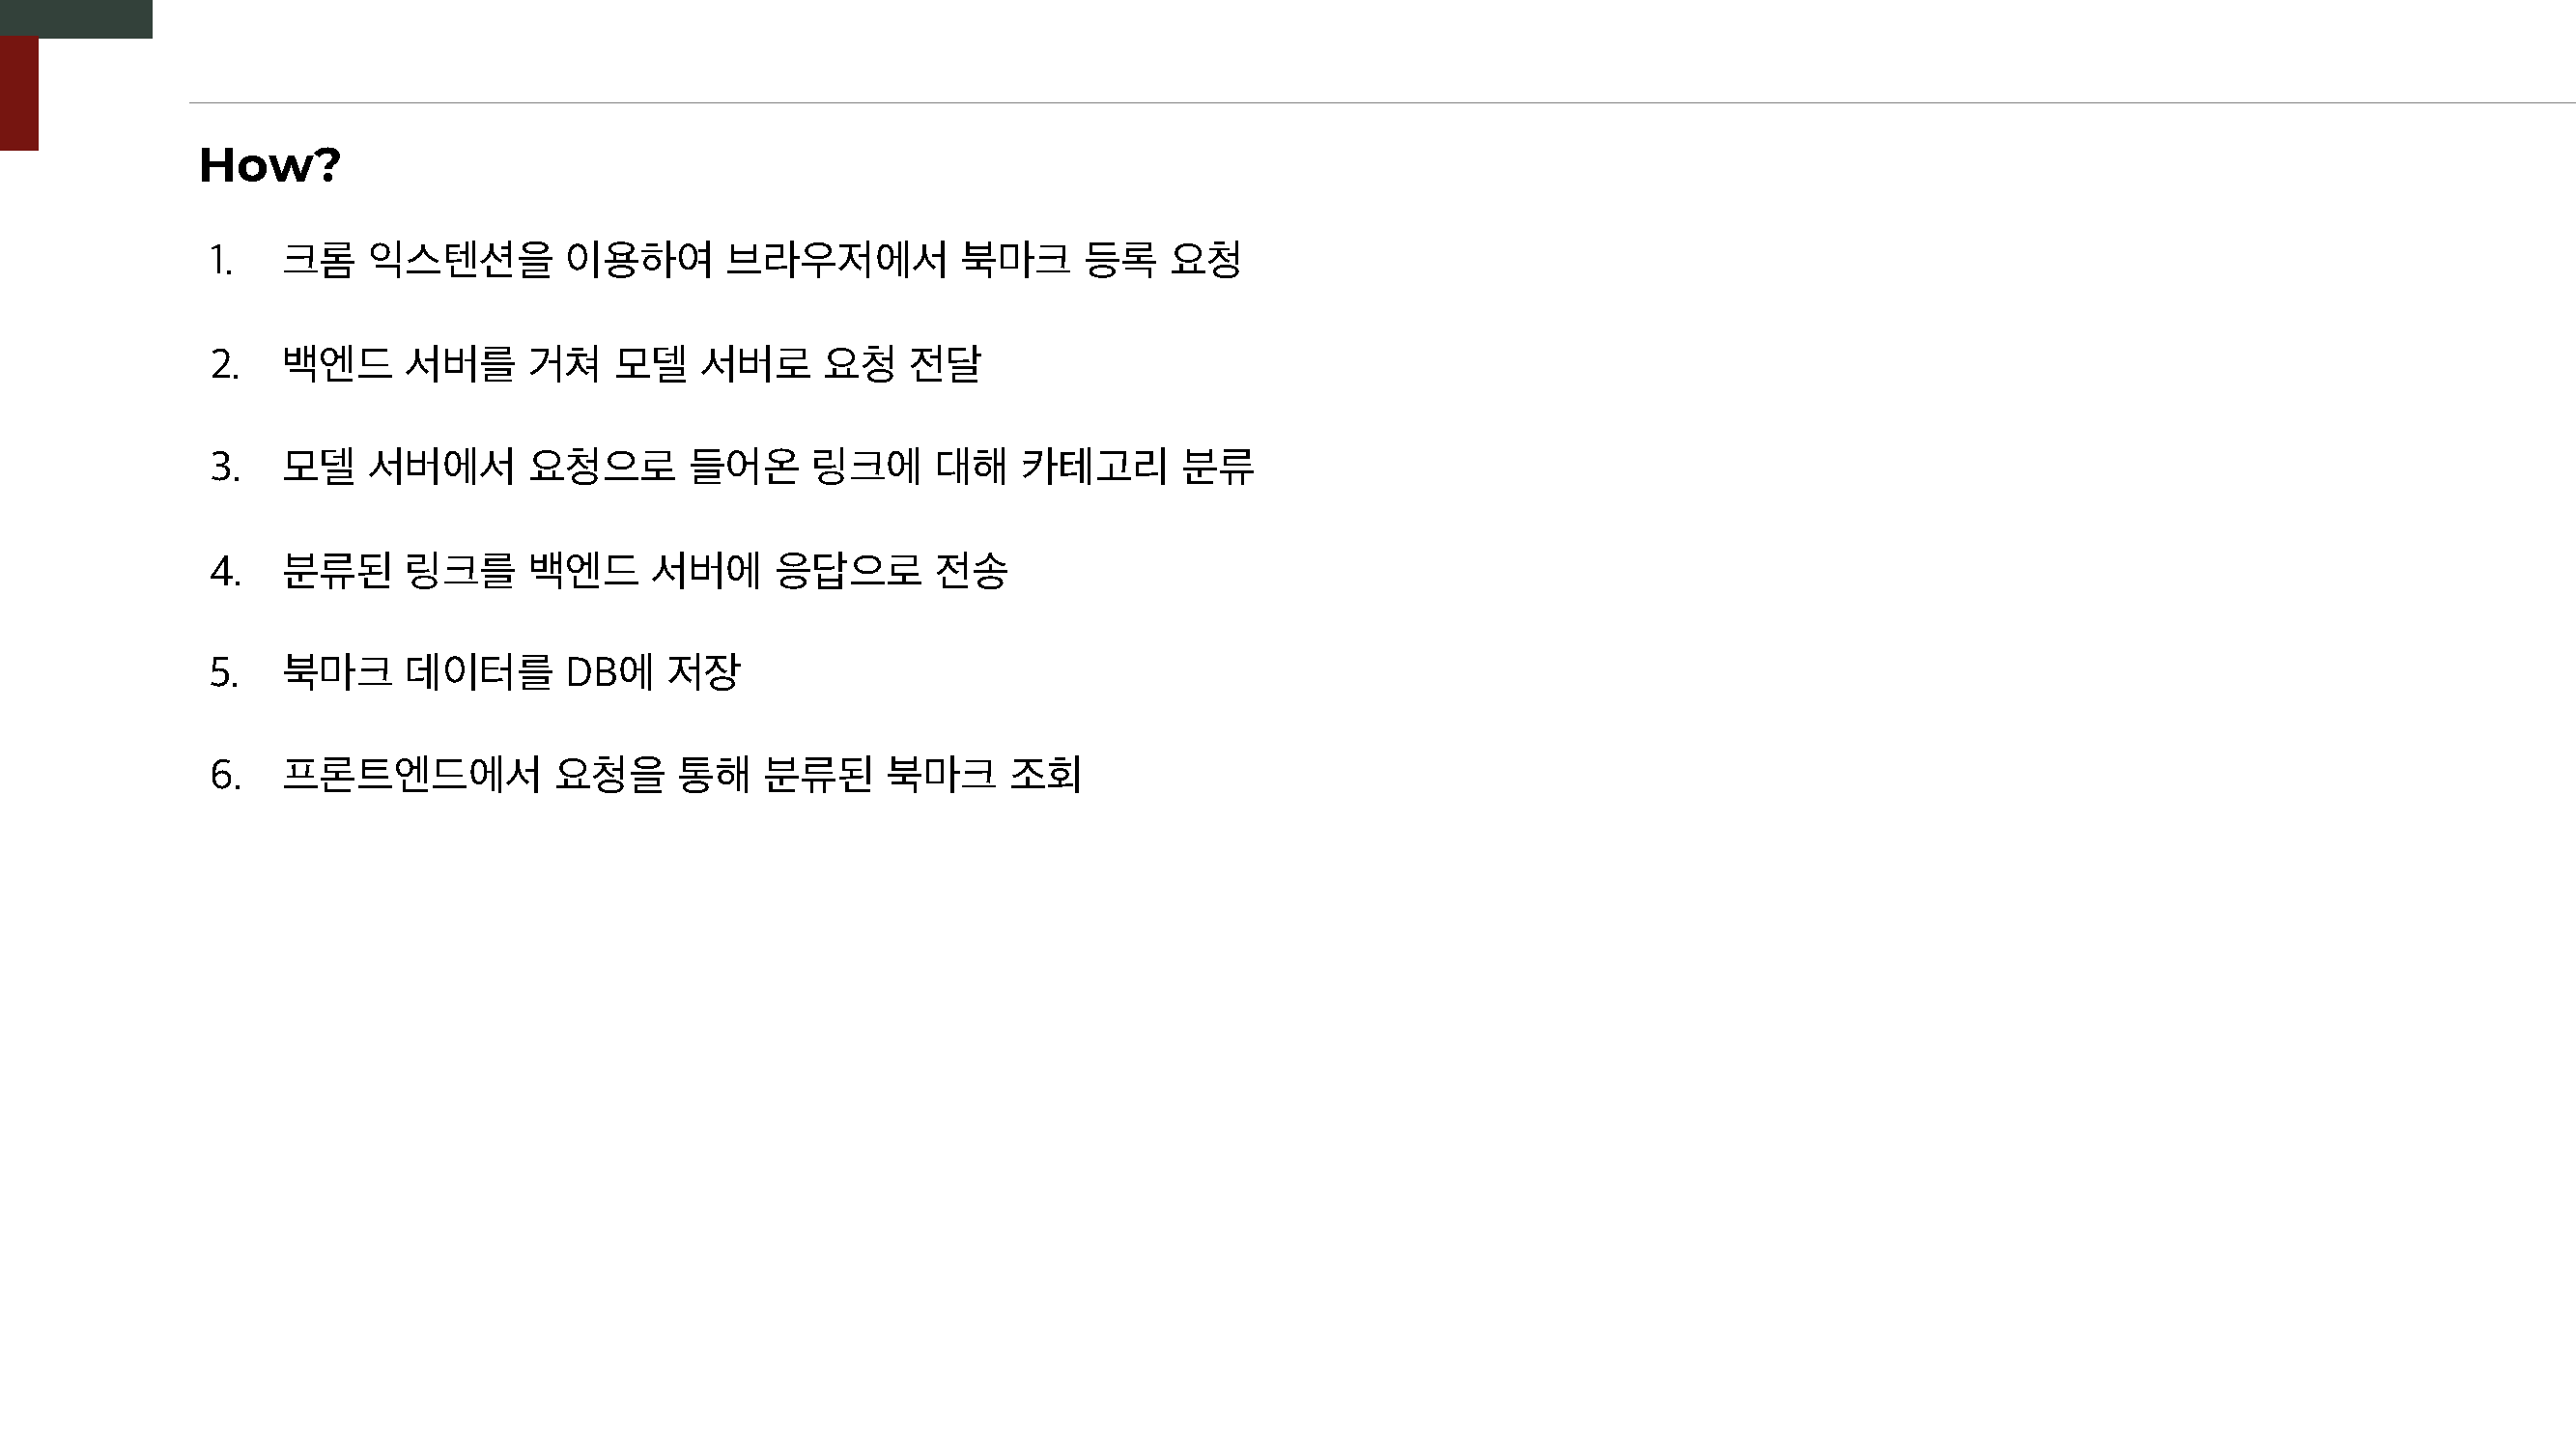 How?
1. 크롬 익스텐션을 이용하여 브라우저에서 북마크 등록 요청
2. 백엔드 서버를 거쳐 모델 서버로 요청 전달
3. 모델 서버에서 요청으로 들어온 링크에 대해 카테고리 분류
4. 분류된 링크를 백엔드 서버에 응답으로 전송
5. 북마크 데이터를 DB에 저장
6. 프론트엔드에서 요청을 통해 분류된 북마크 조회